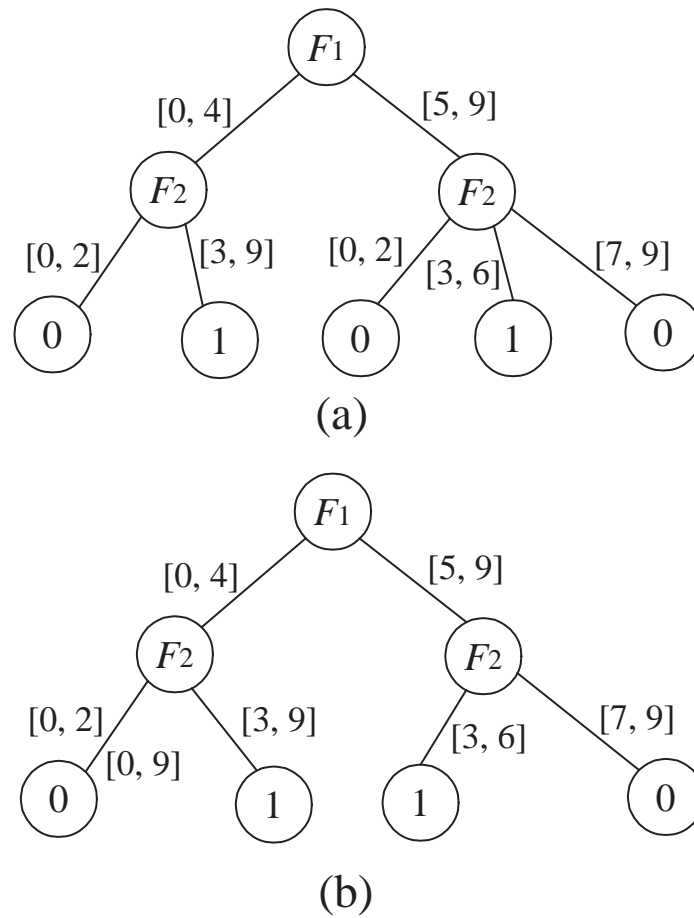 F1
[0, 4] [5, 9]
F2 F2
[0, 2] [3, 9] [0, 2] [3, 6] [7, 9]
0 1 0 1 0
(a)
F1
[0, 4] [5, 9]
F2 F2
[0, 2] [3, 9] [3, 6] [7, 9]
[0, 9]
0 1 1 0
(b)